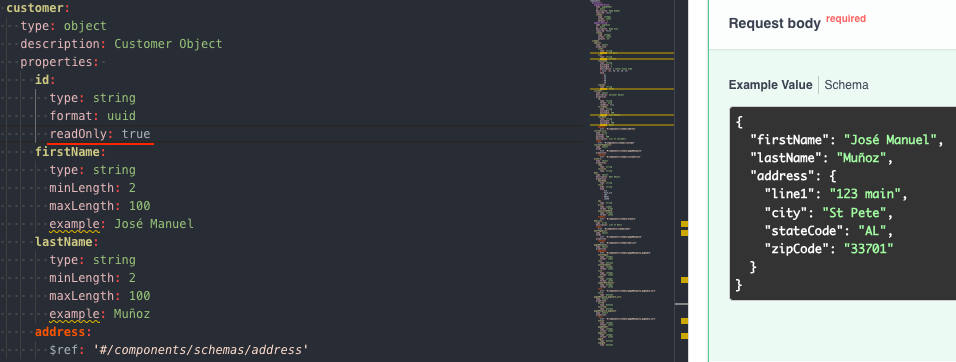 customer:
type: object
description: Customer Object
properties:
id:
type: string
format: uuid
readOnly: true
firstName:
type: string
minLength: 2
maxLength: 100
example: José Manuel
lastName:
type: string
minLength: 2
maxLength: 100
example: Muñoz
address:
$ref: '#/components/schemas/address'
Request body required
Example Value Schema
{
"firstName": "José Manuel",
"lastName": "Muñoz",
"address": {
"line1": "123 main",
"city": "St Pete",
"stateCode": "AL",
"zipCode": "33701"
}
}